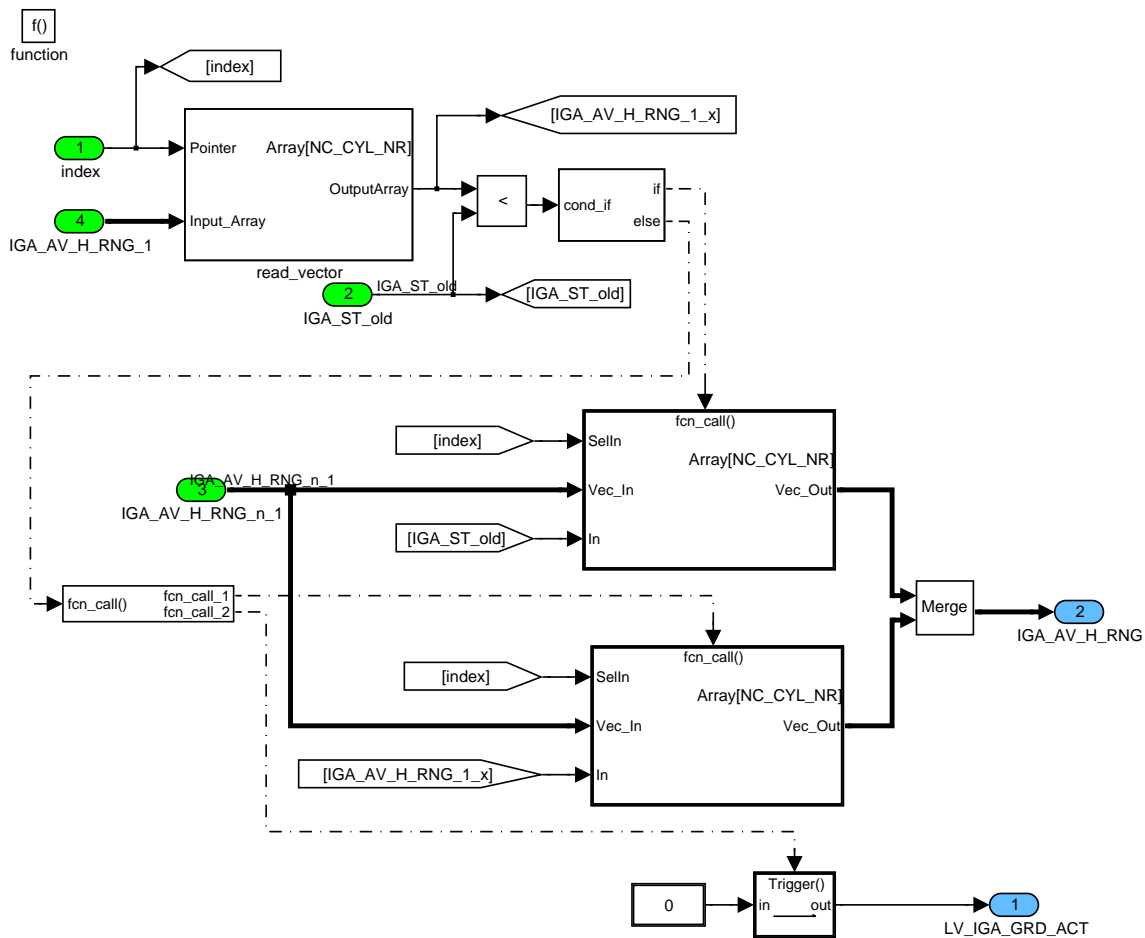 f()
function
[index]
[IGA_AV_H_RNG_1_x]
1
index
Pointer
Array[NC_CYL_NR]
OutputArray
4
IGA_AV_H_RNG_1
Input_Array
read_vector
<
cond_if
if
else
2
IGA_ST_old
IGA_ST_old
[IGA_ST_old]
fcn_call()
[index]
SelIn
Array[NC_CYL_NR]
3
IGA_AV_H_RNG_n_1
IGA_AV_H_RNG_n_1
Vec_In
Vec_Out
[IGA_ST_old]
In
fcn_call()
fcn_call_1
fcn_call_2
Merge
2
IGA_AV_H_RNG
fcn_call()
[index]
SelIn
Array[NC_CYL_NR]
Vec_In
Vec_Out
[IGA_AV_H_RNG_1_x]
In
0
Trigger()
in
out
1
LV_IGA_GRD_ACT